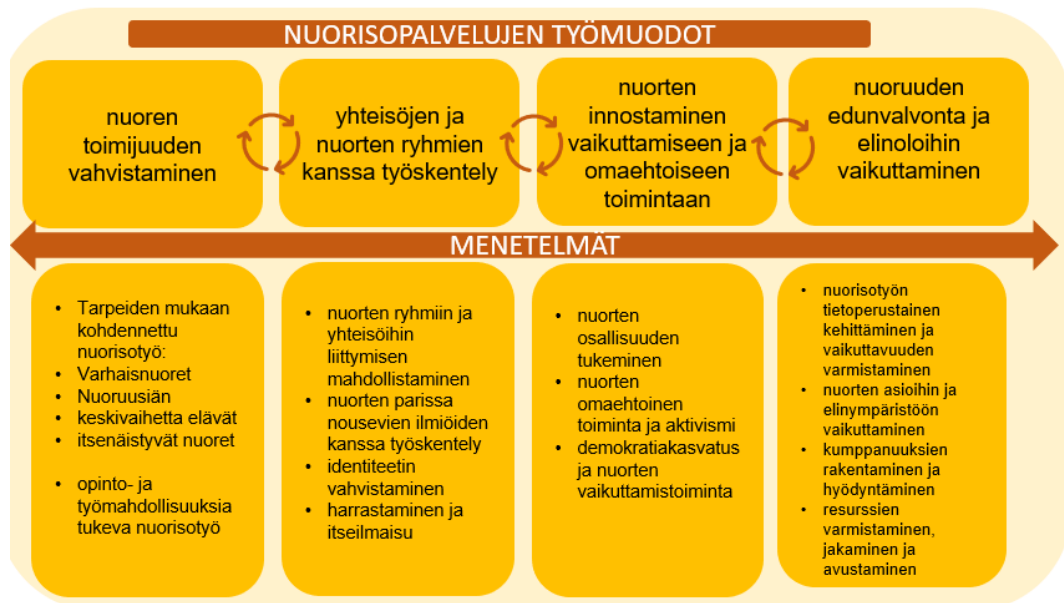 NUORISOPALVELUJEN TYÖMUODOT
nuoren
toimijuuden
vahvistaminen
yhteisöjen ja
nuorten ryhmien
kanssa työskentely
nuorten
innostaminen
vaikuttamiseen ja
omaehtoiseen
toimintaan
nuoruuden
edunvalvonta ja
elinoloihin
vaikuttaminen
MENETELMÄT
• Tarpeiden mukaan
kohdennettu
nuorisotyö:
• Varhaisnuoret
• Nuoruusiän
• keskivaihetta elävät
• itsenäistyvät nuoret
• opinto- ja
työmahdollisuuksia
tukeva nuorisotyö
• nuorten ryhmiin ja
yhteisöihin
liittymisen
mahdollistaminen
• nuorten parissa
nousevien ilmiöiden
kanssa työskentely
• identiteetin
vahvistaminen
• harrastaminen ja
itseilmaisu
• nuorten
osallisuuden
tukeminen
• nuorten
omaehtoinen
toiminta ja aktivismi
• demokratiakasvatus
ja nuorten
vaikuttamistoiminta
• nuorisotyön
tietoperustainen
kehittäminen ja
vaikuttavuuden
varmistaminen
• nuorten asioihin ja
elinympäristöön
vaikuttaminen
• kumppanuuksien
rakentaminen ja
hyödyntäminen
• resurssien
varmistaminen,
jakaminen ja
avustaminen